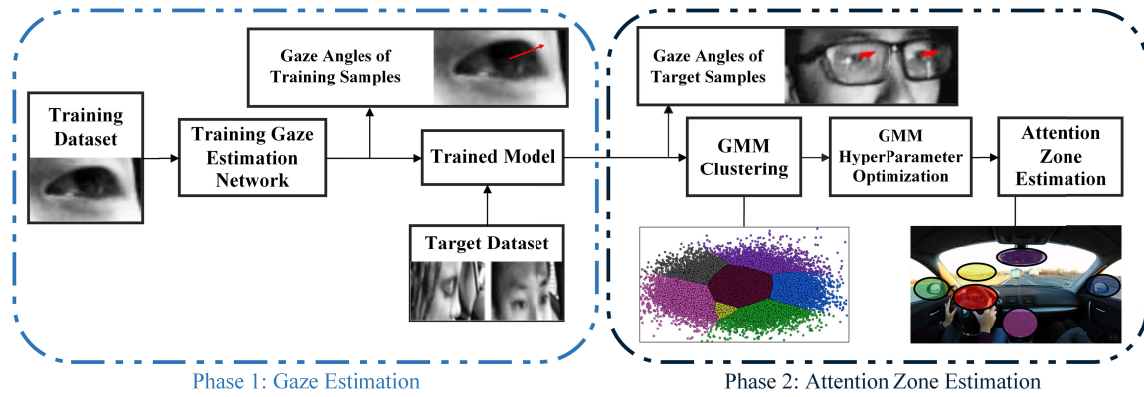 Gaze Angles of
Training Samples
Training
Dataset
Training Gaze
Estimation
Network
Trained Model
Target Dataset
Phase 1: Gaze Estimation
Gaze Angles of
Target Samples
GMM
Clustering
GMM
HyperParameter
Optimization
Attention
Zone
Estimation
Phase 2: Attention Zone Estimation